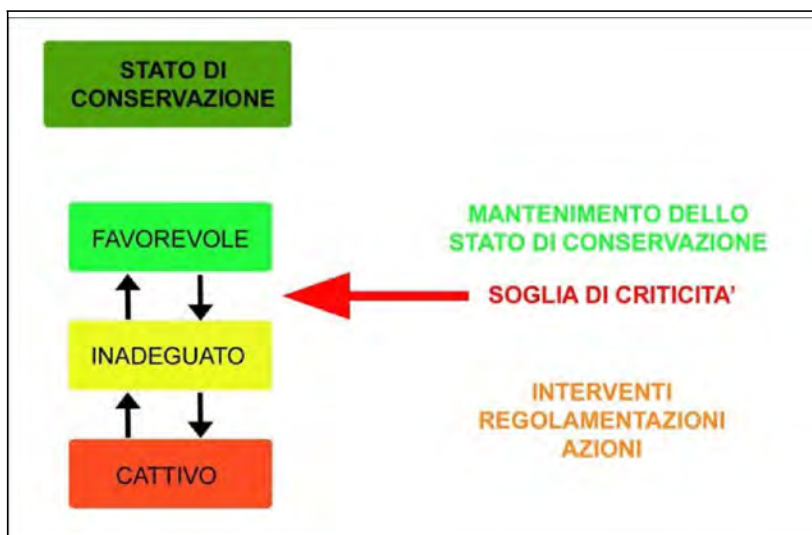 STATO DI
CONSERVAZIONE
FAVOREVOLE
MANTENIMENTO DELLO
STATO DI CONSERVAZIONE
SOGLIA DI CRITICITA'
INADEGUATO
INTERVENTI
REGOLAMENTAZIONI
AZIONI
CATTIVO